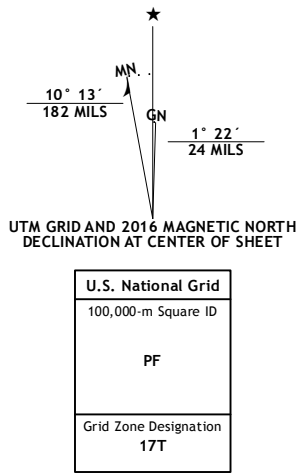 ★
MN
GN
10° 13´
182 MILS
1° 22´
24 MILS
UTM GRID AND 2016 MAGNETIC NORTH
DECLINATION AT CENTER OF SHEET
U.S. National Grid
100,000-m Square ID
PF
Grid Zone Designation
17T